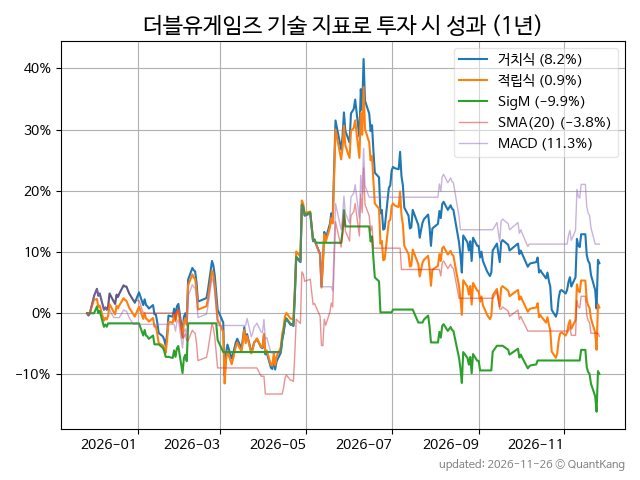 더블유게임즈 기술 지표로 투자 시 성과 (1년)
거치식 (8.2%)
적립식 (0.9%)
SigM (−9.9%)
SMA(20) (−3.8%)
MACD (11.3%)
40%
30%
20%
10%
0%
−10%
2026-01
2026-03
2026-05
2026-07
2026-09
2026-11
updated: 2026-11-26 © QuantKang